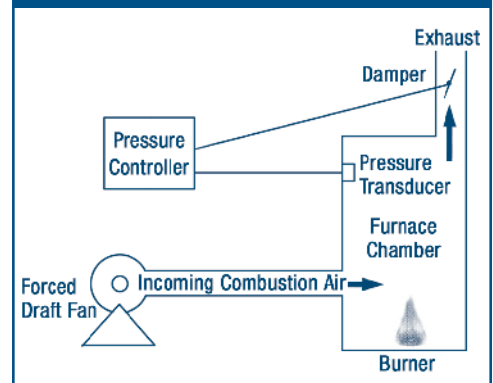 Exhaust
Damper
Pressure
Controller
Pressure
Transducer
Furnace
Chamber
Forced
Draft Fan
Incoming Combustion Air
Burner